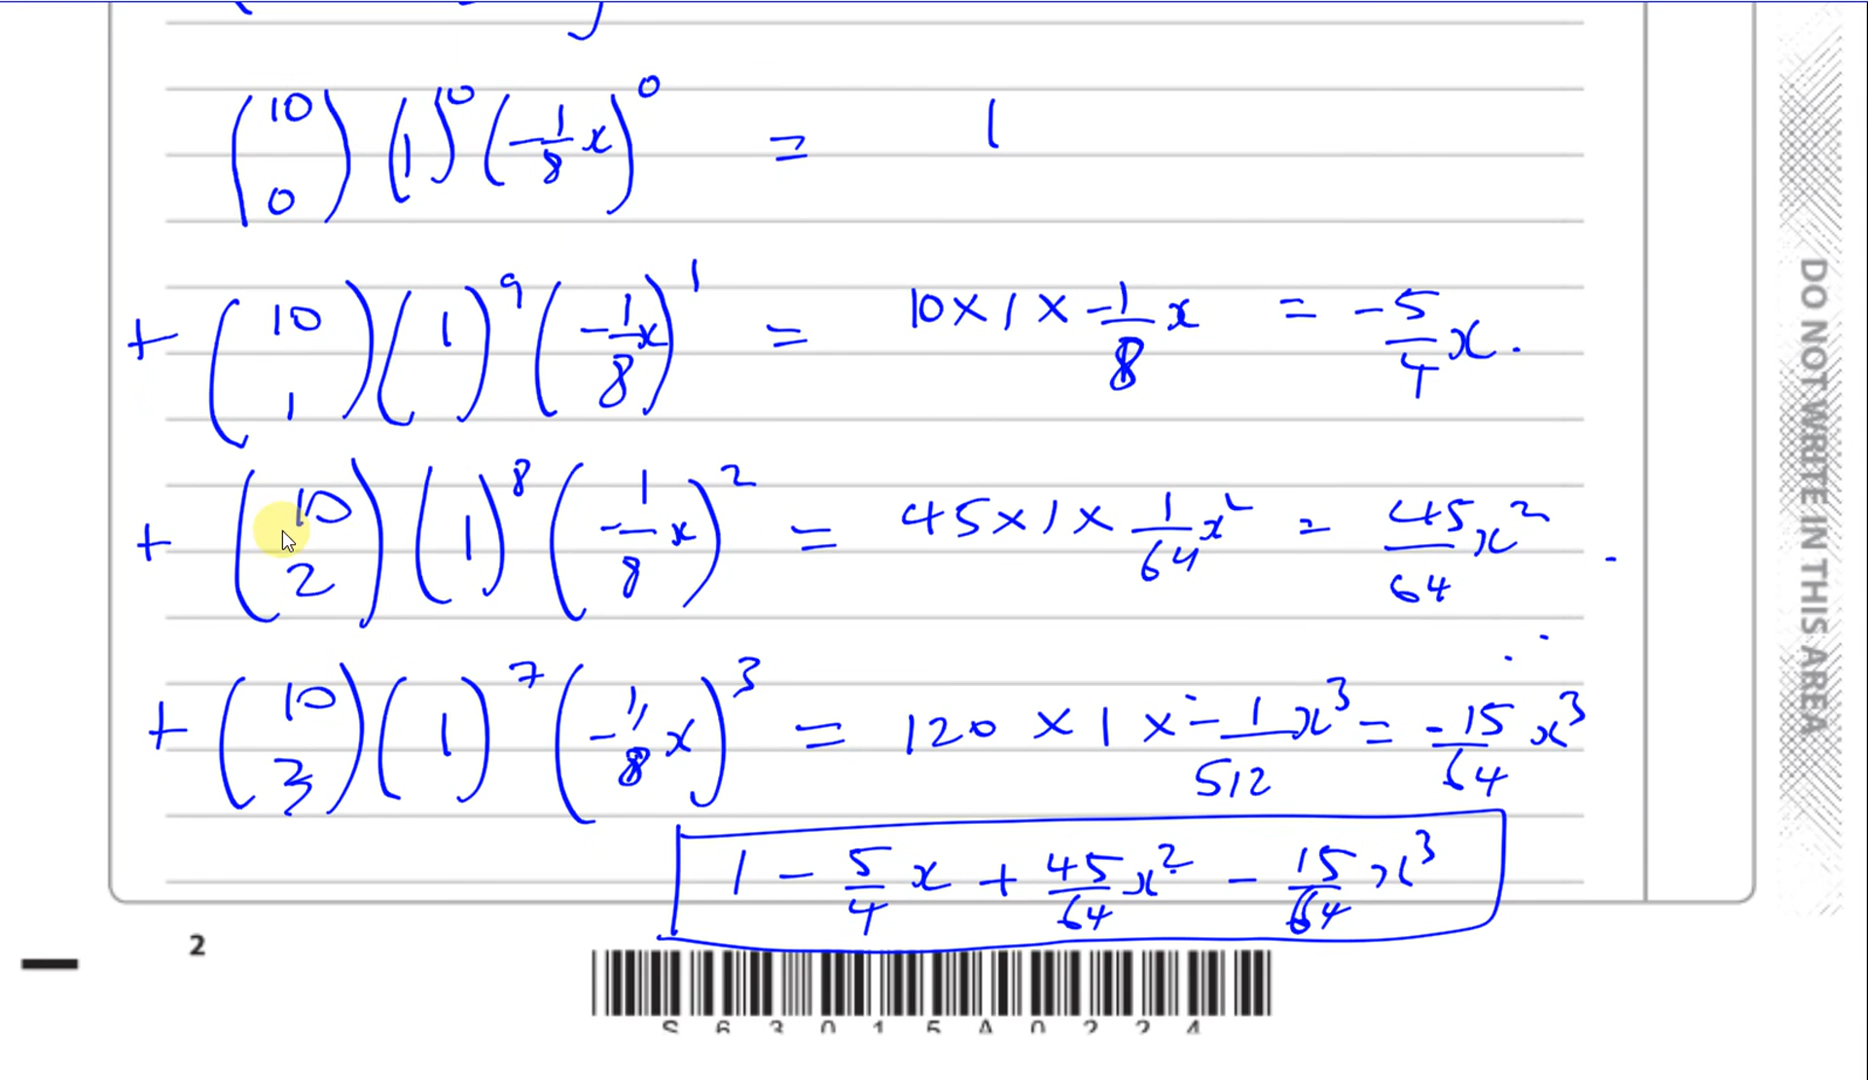 (10 0) (1)^10 (-1/8 x)^0 = 1
+ (10 1) (1)^9 (-1/8 x)^1 = 10 × 1 × -1/8 x = -5/4 x.
+ (10 2) (1)^8 (-1/8 x)^2 = 45 × 1 × 1/64 x^2 = 45/64 x^2
+ (10 3) (1)^7 (-1/8 x)^3 = 120 × 1 × -1/512 x^3 = -15/64 x^3
1 - 5/4 x + 45/64 x^2 - 15/64 x^3
2
S63015A0224
DO NOT WRITE IN THIS AREA